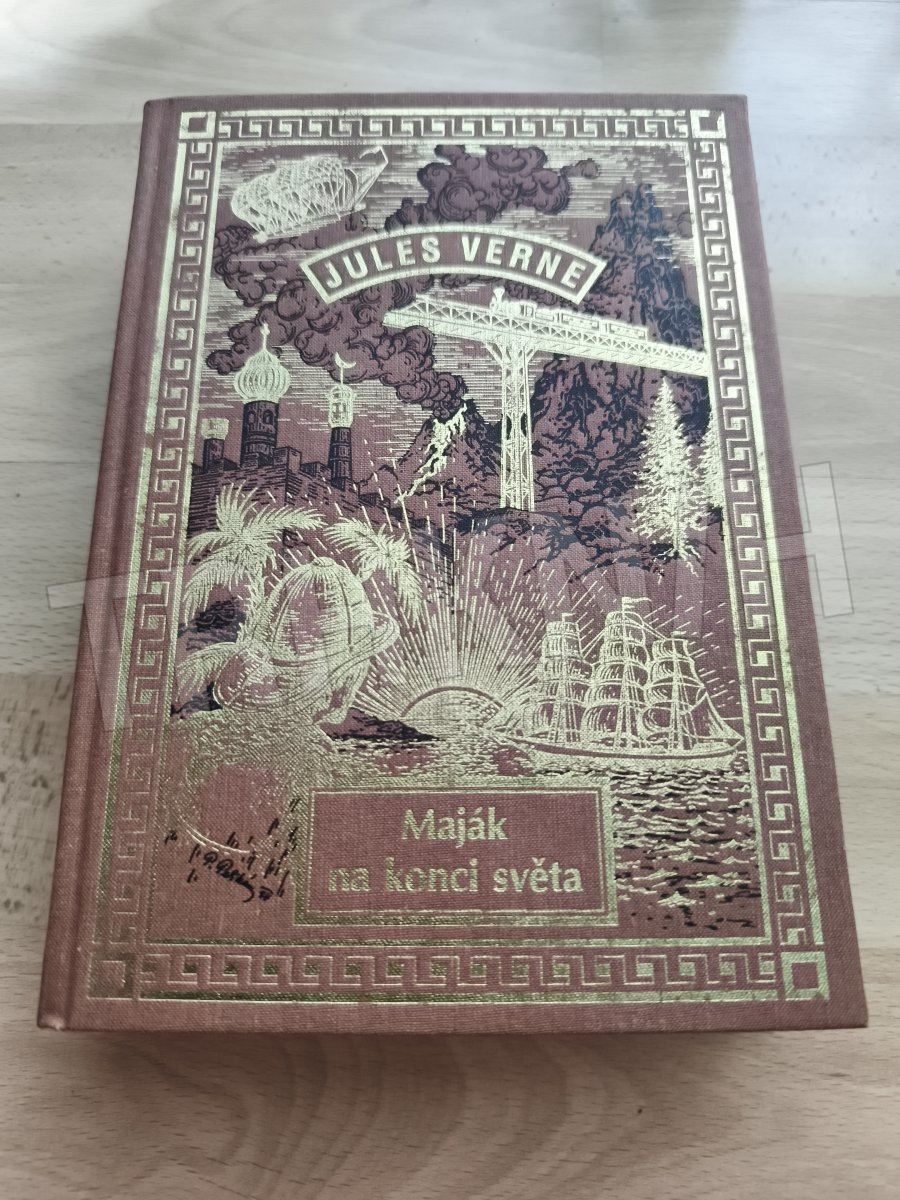 JULES VERNE
Maják
na konci světa